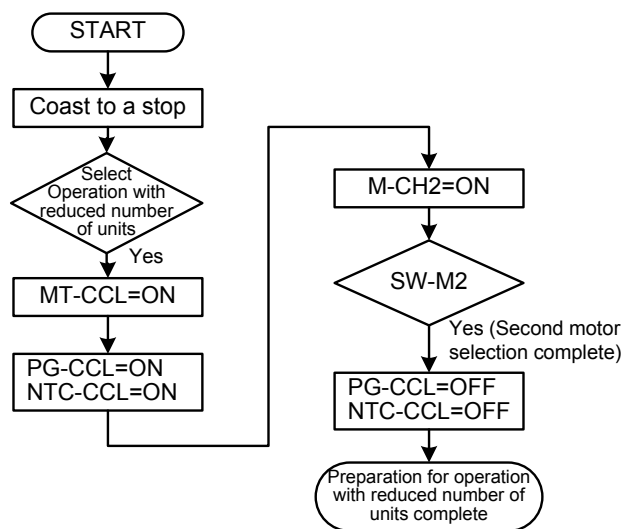 START
Coast to a stop
Select
Operation with
reduced number
of units
Yes
MT-CCL=ON
PG-CCL=ON
NTC-CCL=ON
M-CH2=ON
SW-M2
Yes (Second motor
selection complete)
PG-CCL=OFF
NTC-CCL=OFF
Preparation for operation
with reduced number of
units complete